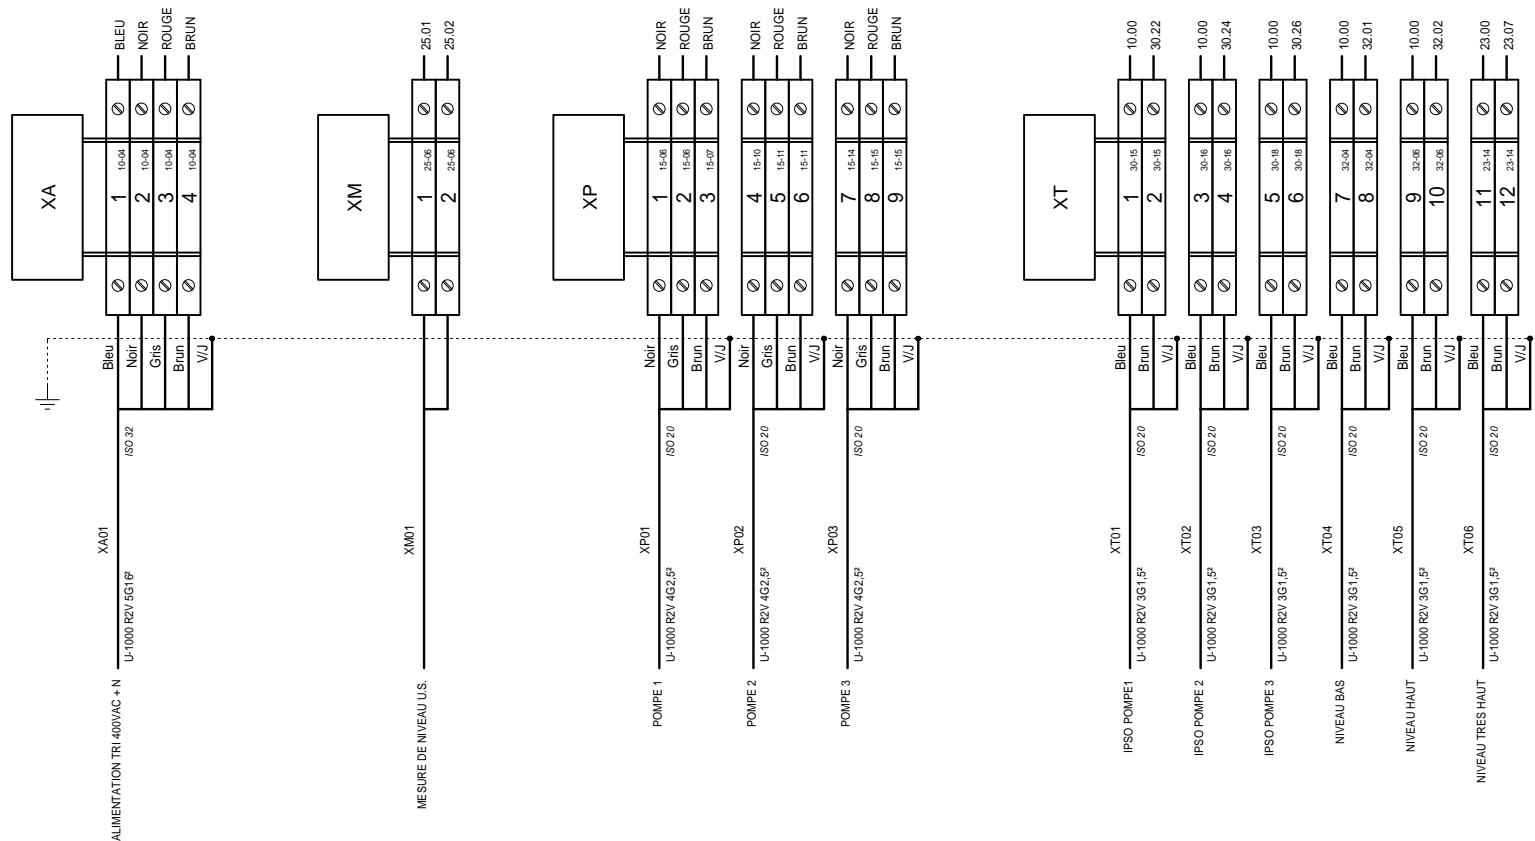 BLEU
NOIR
ROUGE
BRUN
25.01
25.02
NOIR
ROUGE
BRUN
NOIR
ROUGE
BRUN
NOIR
ROUGE
BRUN
10.00
30.22
10.00
30.24
10.00
30.26
10.00
32.01
10.00
32.02
23.00
23.07
XA
1 10-04
2 10-04
3 10-04
4 10-04
XM
1 25-06
2 25-06
XP
1 15-06
2 15-06
3 15-07
4 15-10
5 15-11
6 15-11
7 15-14
8 15-15
9 15-15
XT
1 30-15
2 30-15
3 30-16
4 30-16
5 30-18
6 30-18
7 32-04
8 32-04
9 32-06
10 32-06
11 23-14
12 23-14
Bleu
Noir
Gris
Brun
V/J
Noir
Gris
Brun
V/J
Noir
Gris
Brun
V/J
Noir
Gris
Brun
V/J
Bleu
Brun
V/J
Bleu
Brun
V/J
Bleu
Brun
V/J
Bleu
Brun
V/J
Bleu
Brun
V/J
Bleu
Brun
V/J
ISO 32
ISO 20
ISO 20
ISO 20
ISO 20
ISO 20
ISO 20
ISO 20
ISO 20
ISO 20
XA01
XM01
XP01
XP02
XP03
XT01
XT02
XT03
XT04
XT05
XT06
U-1000 R2V 5G16²
U-1000 R2V 4G2,5²
U-1000 R2V 4G2,5²
U-1000 R2V 4G2,5²
U-1000 R2V 3G1,5²
U-1000 R2V 3G1,5²
U-1000 R2V 3G1,5²
U-1000 R2V 3G1,5²
U-1000 R2V 3G1,5²
U-1000 R2V 3G1,5²
ALIMENTATION TRI 400VAC + N
MESURE DE NIVEAU U.S.
POMPE 1
POMPE 2
POMPE 3
IPSO POMPE1
IPSO POMPE 2
IPSO POMPE 3
NIVEAU BAS
NIVEAU HAUT
NIVEAU TRES HAUT